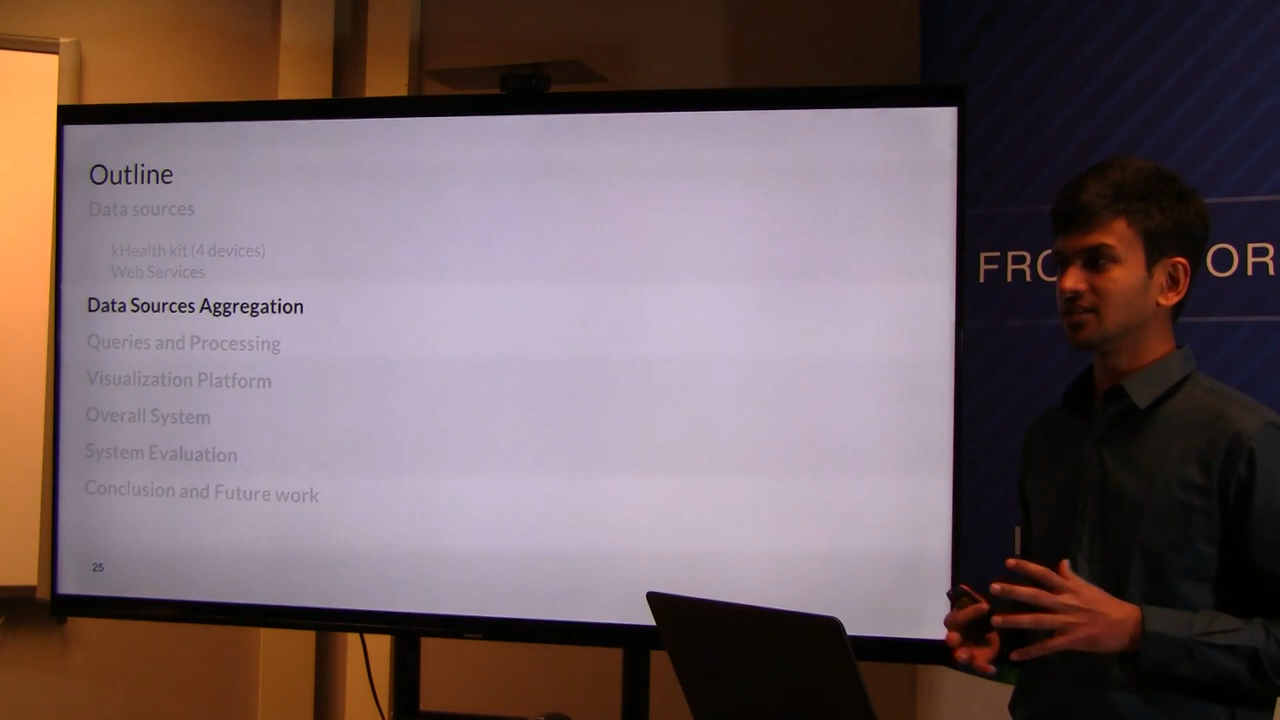 Outline
Data sources
kHealth kit (4 devices)
Web Services
Data Sources Aggregation
Queries and Processing
Visualization Platform
Overall System
System Evaluation
Conclusion and Future work
25
FRO
OR